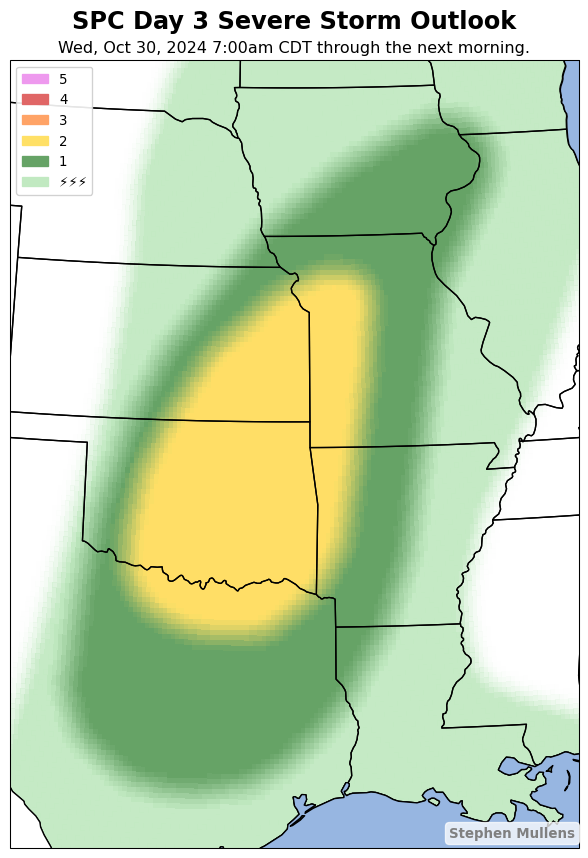 SPC Day 3 Severe Storm Outlook
Wed, Oct 30, 2024 7:00am CDT through the next morning.
5
4
3
2
1
⚡⚡⚡
Stephen Mullens